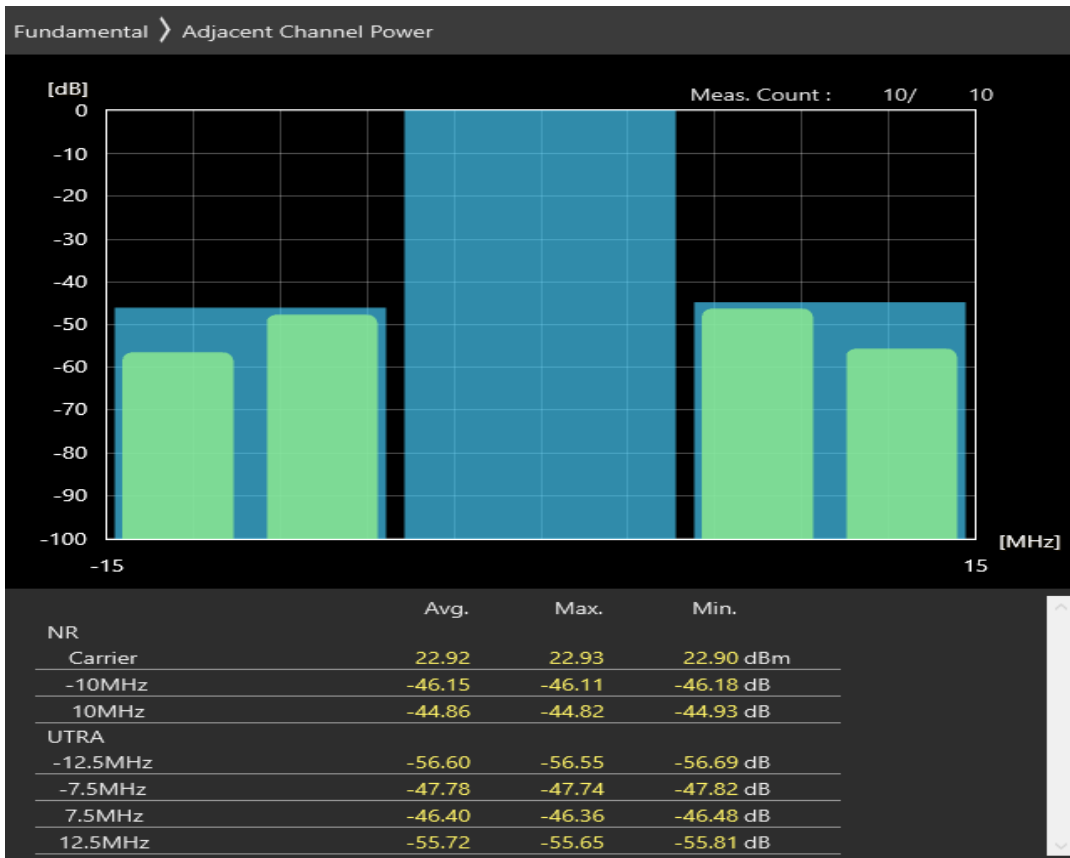 Fundamental ❭ Adjacent Channel Power
[dB]
Meas. Count : 10/ 10
0
-10
-20
-30
-40
-50
-60
-70
-80
-90
-100
[MHz]
-15 15
Avg. Max. Min.
NR
Carrier 22.92 22.93 22.90 dBm
-10MHz -46.15 -46.11 -46.18 dB
10MHz -44.86 -44.82 -44.93 dB
UTRA
-12.5MHz -56.60 -56.55 -56.69 dB
-7.5MHz -47.78 -47.74 -47.82 dB
7.5MHz -46.40 -46.36 -46.48 dB
12.5MHz -55.72 -55.65 -55.81 dB